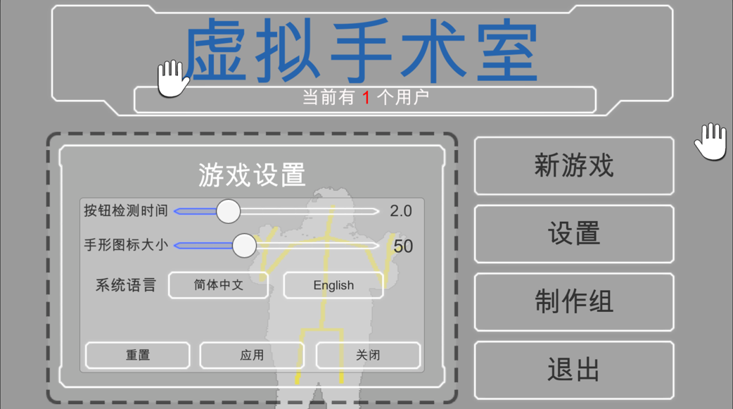 虚拟手术室
当前有 1 个用户
游戏设置
按钮检测时间 2.0
手形图标大小 50
系统语言 简体中文 English
重置 应用 关闭
新游戏
设置
制作组
退出